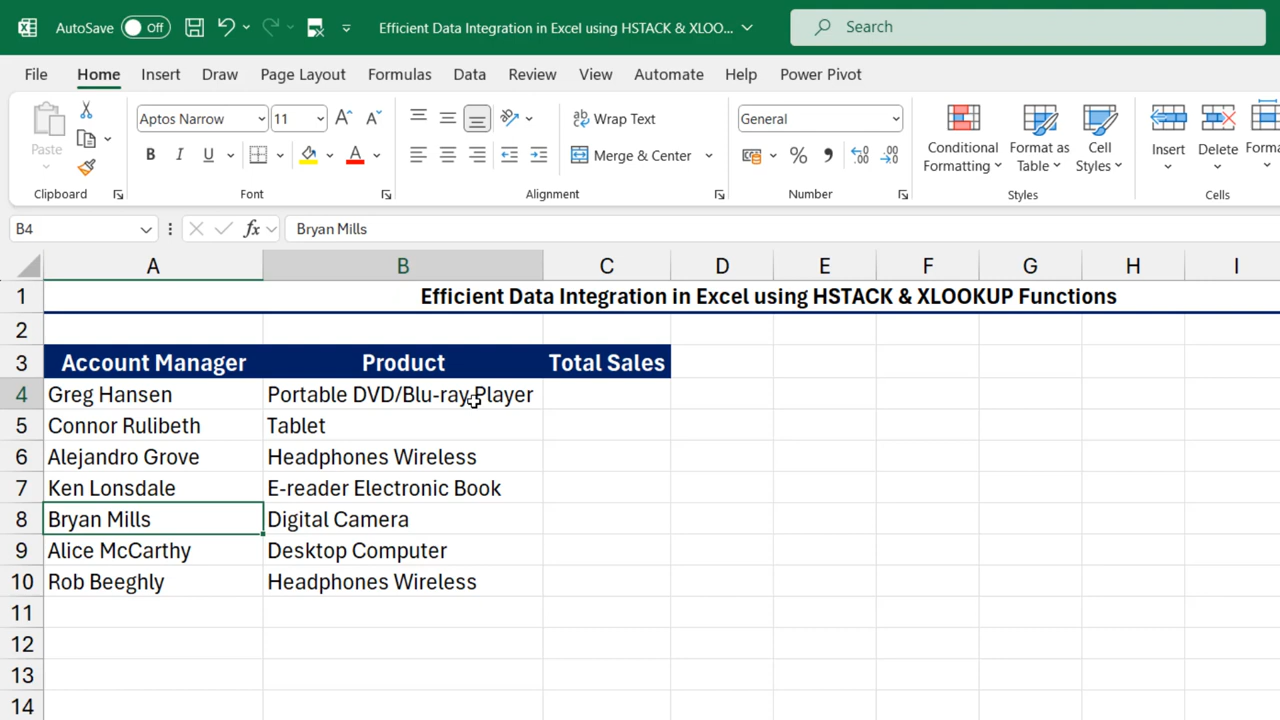 AutoSave Off Efficient Data Integration in Excel using HSTACK & XLOO... Search
File Home Insert Draw Page Layout Formulas Data Review View Automate Help Power Pivot
Paste
Clipboard
Aptos Narrow 11
B I U A
Font
ab Wrap Text
Merge & Center
Alignment
General
% 9 .00 .00
Number
Conditional Formatting
Format as Table
Cell Styles
Styles
Insert Delete Forma
Cells
B4 fx Bryan Mills
A B C D E F G H I
1 Efficient Data Integration in Excel using HSTACK & XLOOKUP Functions
2
3 Account Manager Product Total Sales
4 Greg Hansen Portable DVD/Blu-ray Player
5 Connor Rulibeth Tablet
6 Alejandro Grove Headphones Wireless
7 Ken Lonsdale E-reader Electronic Book
8 Bryan Mills Digital Camera
9 Alice McCarthy Desktop Computer
10 Rob Beeghly Headphones Wireless
11
12
13
14